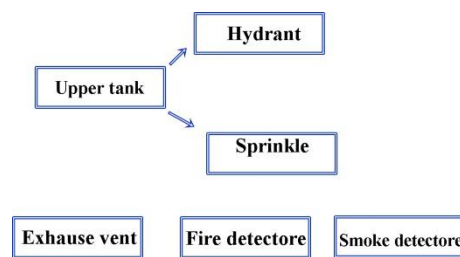 Hydrant
Upper tank
Sprinkle
Exhause vent
Fire detectore
Smoke detectore